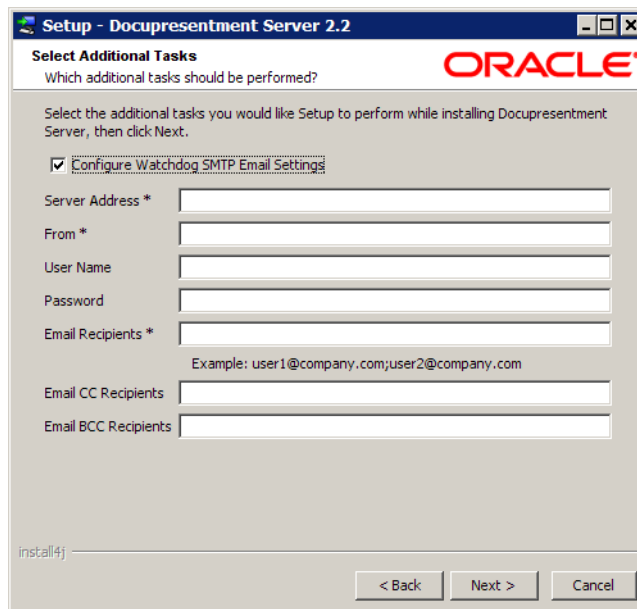 Setup - Docupresentment Server 2.2
Select Additional Tasks
Which additional tasks should be performed?
ORACLE
Select the additional tasks you would like Setup to perform while installing Docupresentment
Server, then click Next.
Configure Watchdog SMTP Email Settings
Server Address *
From *
User Name
Password
Email Recipients *
Example: user1@company.com;user2@company.com
Email CC Recipients
Email BCC Recipients
install4j
< Back
Next >
Cancel